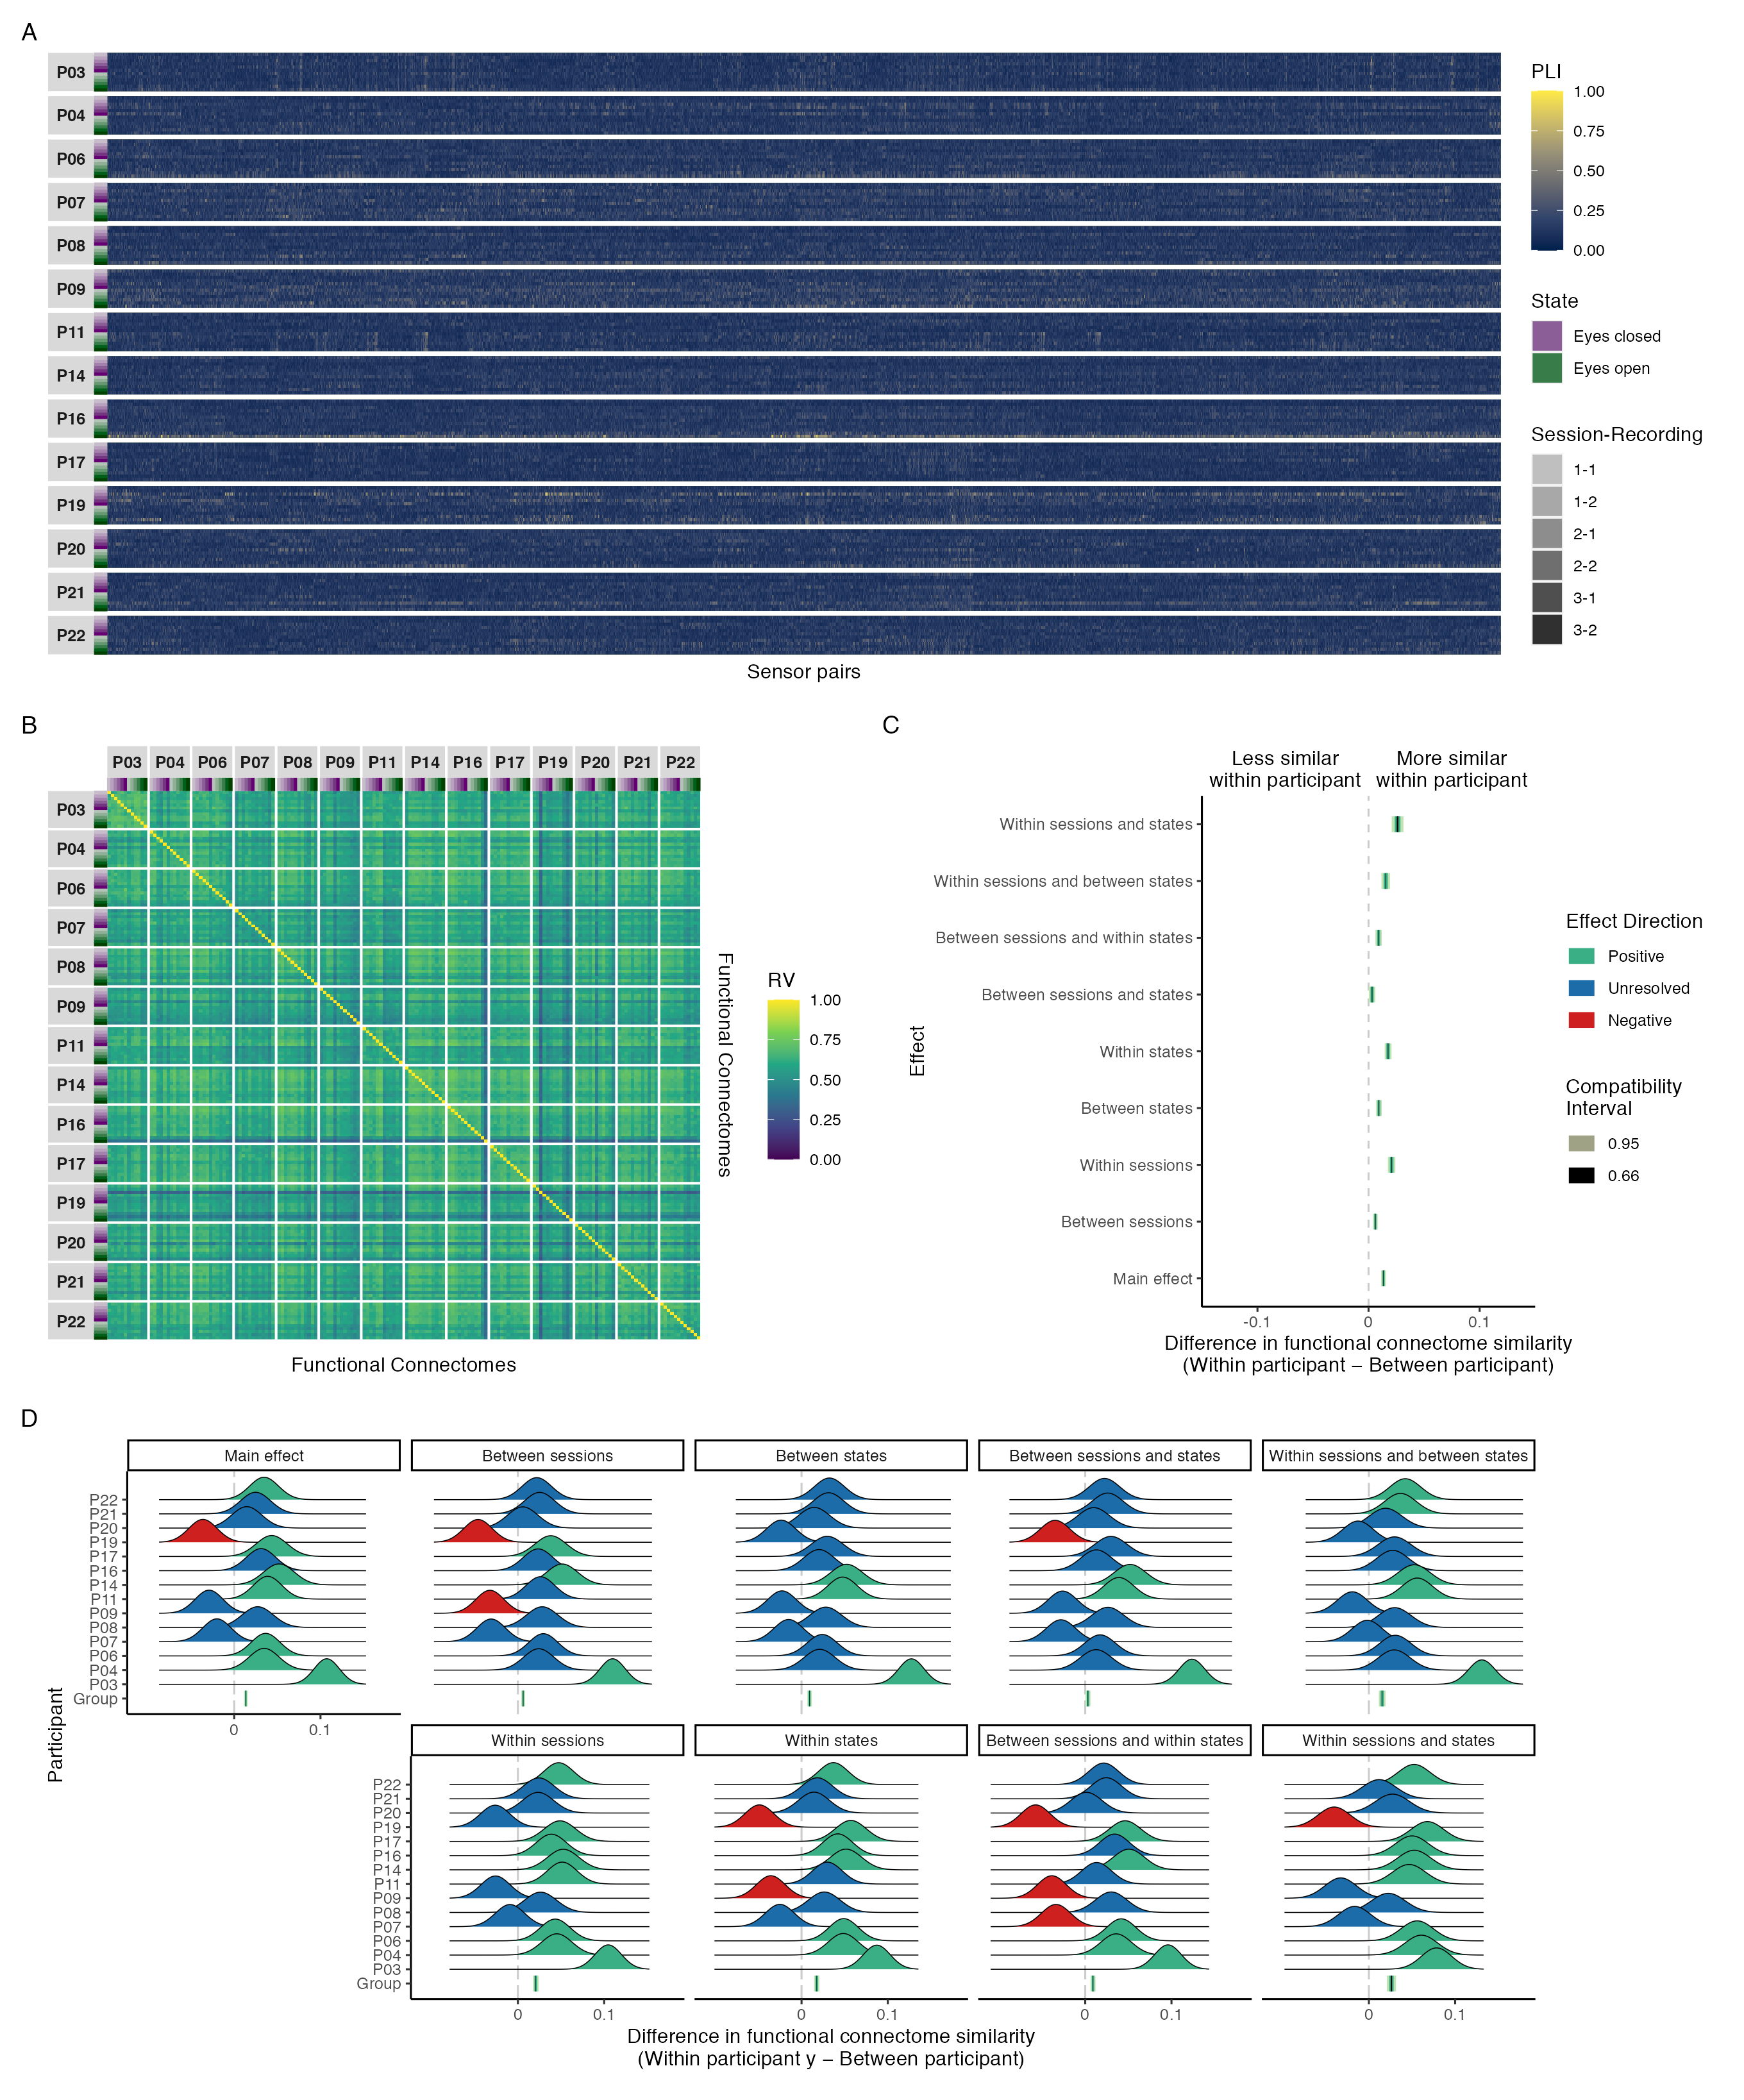 A
P03
P04
P06
P07
P08
P09
P11
P14
P16
P17
P19
P20
P21
P22
Sensor pairs
PLI
1.00
0.75
0.50
0.25
0.00
State
Eyes closed
Eyes open
Session-Recording
1-1
1-2
2-1
2-2
3-1
3-2
B
P03 P04 P06 P07 P08 P09 P11 P14 P16 P17 P19 P20 P21 P22
P03
P04
P06
P07
P08
P09
P11
P14
P16
P17
P19
P20
P21
P22
Functional Connectomes
Functional Connectomes
RV
1.00
0.75
0.50
0.25
0.00
C
Less similar
within participant
More similar
within participant
Effect
Within sessions and states
Within sessions and between states
Between sessions and within states
Between sessions and states
Within states
Between states
Within sessions
Between sessions
Main effect
-0.1 0 0.1
Difference in functional connectome similarity
(Within participant – Between participant)
Effect Direction
Positive
Unresolved
Negative
Compatibility
Interval
0.95
0.66
D
Main effect
Between sessions
Between states
Between sessions and states
Within sessions and between states
Participant
P22
P21
P20
P19
P17
P16
P14
P11
P09
P08
P07
P06
P04
P03
Group
0 0.1
Within sessions
Within states
Between sessions and within states
Within sessions and states
P22
P21
P20
P19
P17
P16
P14
P11
P09
P08
P07
P06
P04
P03
Group
0 0.1 0 0.1 0 0.1 0 0.1
Difference in functional connectome similarity
(Within participant y – Between participant)